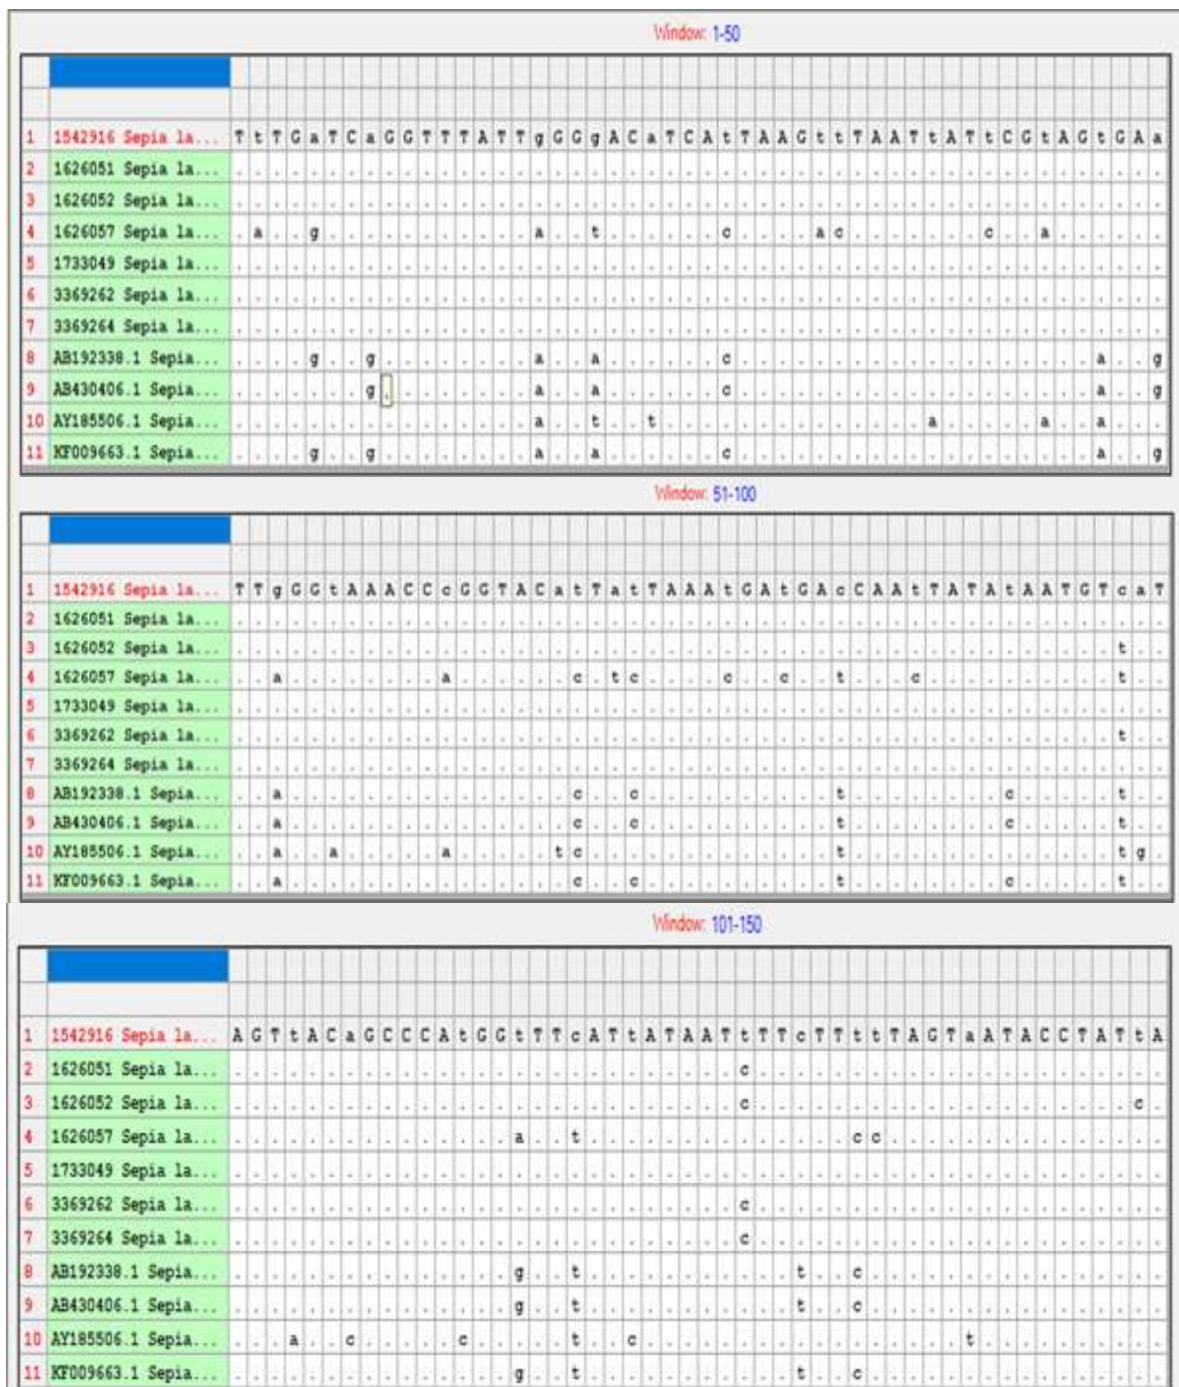 Window: 1-50
1 1542916 Sepia la... T t T G a T C a G G T T T A T T g G G g A C a T C A t T A A G t t T A A T t A T t C G t A G t G A a
2 1626051 Sepia la... . . . . . . . . . . . . . . . . . . . . . . . . . . . . . . . . . . . . . . . . . . . . . . . . . .
3 1626052 Sepia la... . . . . . . . . . . . . . . . . . . . . . . . . . . . . . . . . . . . . . . . . . . . . . . . . . .
4 1626057 Sepia la... . a . . g . . . . . . . . . . . a . . t . . . . . . c . . . . a c . . . . . . . c . . a . . . . . .
5 1733049 Sepia la... . . . . . . . . . . . . . . . . . . . . . . . . . . . . . . . . . . . . . . . . . . . . . . . . . .
6 3369262 Sepia la... . . . . . . . . . . . . . . . . . . . . . . . . . . . . . . . . . . . . . . . . . . . . . . . . . .
7 3369264 Sepia la... . . . . . . . . . . . . . . . . . . . . . . . . . . . . . . . . . . . . . . . . . . . . . . . . . .
8 AB192338.1 Sepia... . . . . g . . g . . . . . . . . a . . a . . . . . . c . . . . . . . . . . . . . . . . . . . a . . g
9 AB430406.1 Sepia... . . . . . . . g . . . . . . . . a . . a . . . . . . c . . . . . . . . . . . . . . . . . . . a . . g
10 AY185506.1 Sepia... . . . . . . . . . . . . . . . . a . . t . . t . . . . . . . . . . . . . . a . . . . . a . . a . . .
11 KF009663.1 Sepia... . . . . g . . g . . . . . . . . a . . a . . . . . . c . . . . . . . . . . . . . . . . . . . a . . g
Window: 51-100
1 1542916 Sepia la... T T g G G t A A A C C c G G T A C a t T a t T A A A t G A t G A c C A A t T A T A t A A T G T c a T
2 1626051 Sepia la... . . . . . . . . . . . . . . . . . . . . . . . . . . . . . . . . . . . . . . . . . . . . . . . . . .
3 1626052 Sepia la... . . . . . . . . . . . . . . . . . . . . . . . . . . . . . . . . . . . . . . . . . . . . . . . t . .
4 1626057 Sepia la... . . a . . . . . . . . a . . . . . . c . t c . . . . c . . c . . t . . . c . . . . . . . . . . t . .
5 1733049 Sepia la... . . . . . . . . . . . . . . . . . . . . . . . . . . . . . . . . . . . . . . . . . . . . . . . . . .
6 3369262 Sepia la... . . . . . . . . . . . . . . . . . . . . . . . . . . . . . . . . . . . . . . . . . . . . . . . t . .
7 3369264 Sepia la... . . . . . . . . . . . . . . . . . . . . . . . . . . . . . . . . . . . . . . . . . . . . . . . . . .
8 AB192338.1 Sepia... . . a . . . . . . . . . . . . . . . c . . c . . . . . . . . . . t . . . . . . . . c . . . . . t . .
9 AB430406.1 Sepia... . . a . . . . . . . . . . . . . . . c . . c . . . . . . . . . . t . . . . . . . . c . . . . . t . .
10 AY185506.1 Sepia... . . a . . a . . . . . a . . . . . t c . . . . . . . . . . . . . t . . . . . . . . . . . . . . t g .
11 KF009663.1 Sepia... . . a . . . . . . . . . . . . . . . c . . c . . . . . . . . . . t . . . . . . . . c . . . . . t . .
Window: 101-150
1 1542916 Sepia la... A G T t A C a G C C C A t G G t T T c A T t A T A A T t T T c T T t t T A G T a A T A C C T A T t A
2 1626051 Sepia la... . . . . . . . . . . . . . . . . . . . . . . . . . . . c . . . . . . . . . . . . . . . . . . . . . .
3 1626052 Sepia la... . . . . . . . . . . . . . . . . . . . . . . . . . . . c . . . . . . . . . . . . . . . . . . . . c .
4 1626057 Sepia la... . . . . . . . . . . . . . . . a . . t . . . . . . . . . . . . . . c c . . . . . . . . . . . . . . .
5 1733049 Sepia la... . . . . . . . . . . . . . . . . . . . . . . . . . . . . . . . . . . . . . . . . . . . . . . . . . .
6 3369262 Sepia la... . . . . . . . . . . . . . . . . . . . . . . . . . . . c . . . . . . . . . . . . . . . . . . . . . .
7 3369264 Sepia la... . . . . . . . . . . . . . . . . . . . . . . . . . . . c . . . . . . . . . . . . . . . . . . . . . .
8 AB192338.1 Sepia... . . . . . . . . . . . . . . . g . . t . . . . . . . . . . . t . . c . . . . . . . . . . . . . . . .
9 AB430406.1 Sepia... . . . . . . . . . . . . . . . g . . t . . . . . . . . . . . t . . c . . . . . . . . . . . . . . . .
10 AY185506.1 Sepia... . . . a . . c . . . . . c . . . . . t . . c . . . . . . . . . . . . . . . . . t . . . . . . . . . .
11 KF009663.1 Sepia... . . . . . . . . . . . . . . . g . . t . . . . . . . . . . . t . . c . . . . . . . . . . . . . . . .